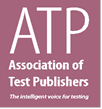 ATP
Association of
Test Publishers
The intelligent voice for testing